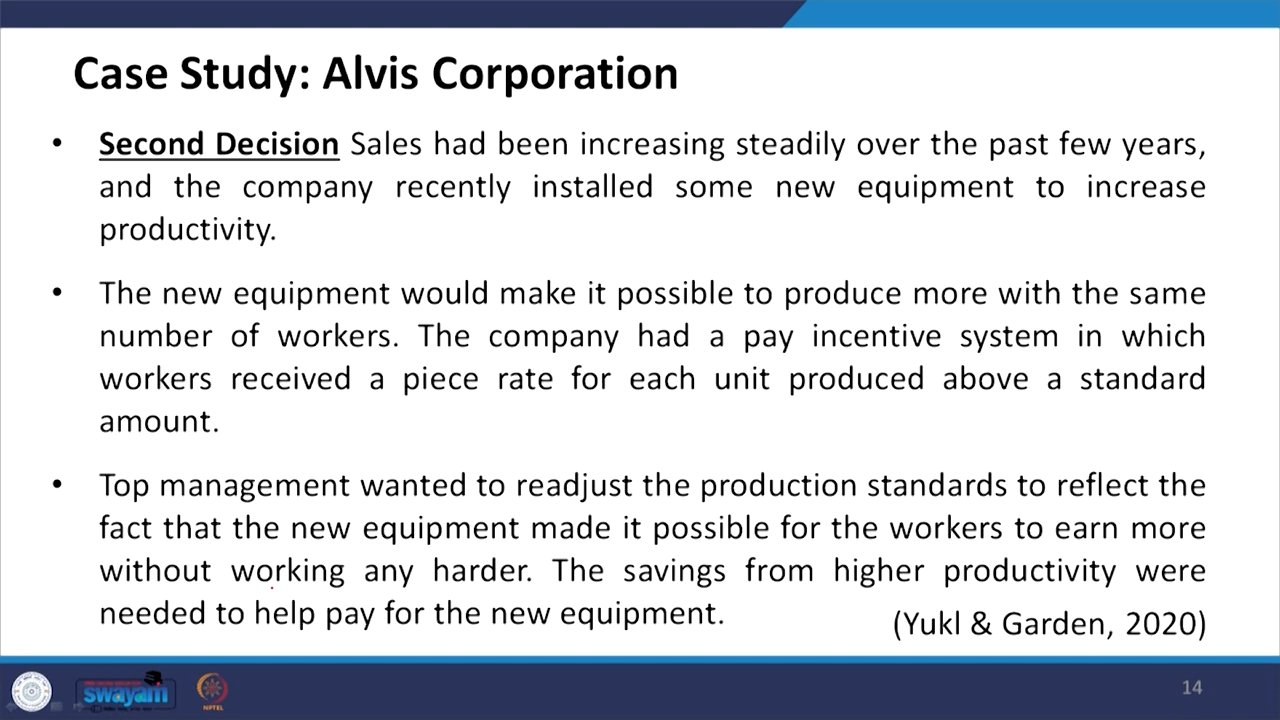 Case Study: Alvis Corporation
• Second Decision Sales had been increasing steadily over the past few years,
and the company recently installed some new equipment to increase
productivity.
• The new equipment would make it possible to produce more with the same
number of workers. The company had a pay incentive system in which
workers received a piece rate for each unit produced above a standard
amount.
• Top management wanted to readjust the production standards to reflect the
fact that the new equipment made it possible for the workers to earn more
without working any harder. The savings from higher productivity were
needed to help pay for the new equipment.
(Yukl & Garden, 2020)
swayam
NPTEL
14